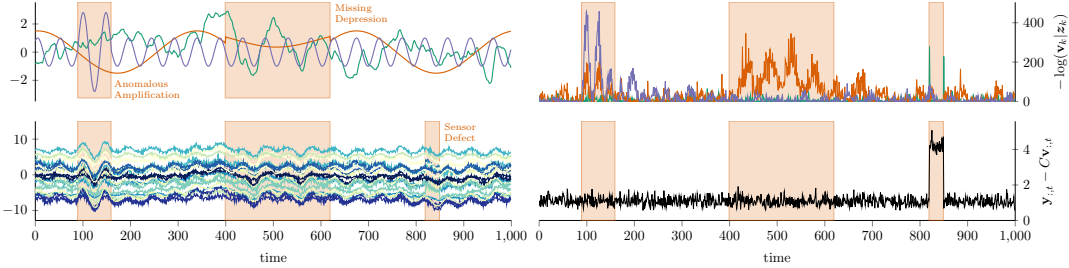 2
0
−2
Anomalous
Amplification
Missing
Depression
400
200
0
− log(v_k|z_k)
10
0
−10
Sensor
Defect
0 100 200 300 400 500 600 700 800 900 1,000
time
4
2
0
y_{:,t} − Cv_{:,t}
0 100 200 300 400 500 600 700 800 900 1,000
time